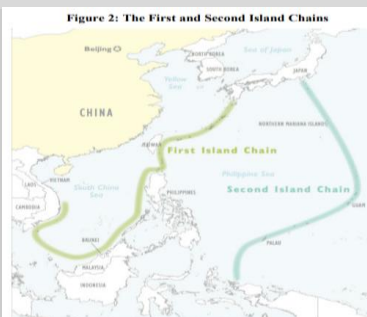 Figure 2: The First and Second Island Chains
Beijing
NORTH KOREA
Sea of Japan
SOUTH KOREA
JAPAN
Yellow
Sea
CHINA
NORTHERN MARIANA ISLANDS
TAIWAN
First Island Chain
Philippine Sea
LAOS
VIETNAM
South China
Sea
PHILIPPINES
Second Island Chain
CAMBODIA
GUAM
BRUNEI
PALAU
MALAYSIA
INDONESIA